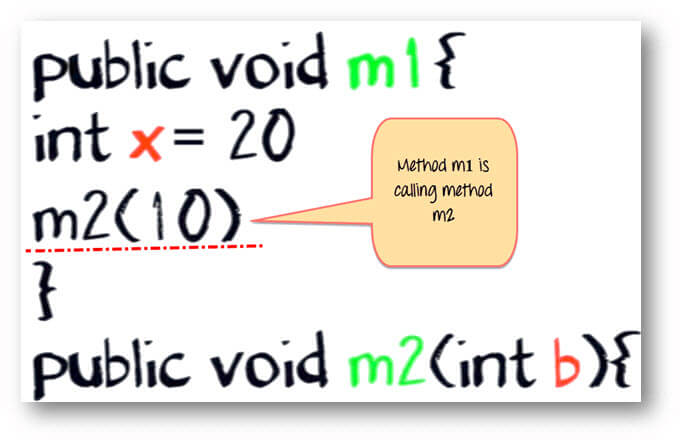 public void m1{
int x= 20
m2(10)
Method m1 is
calling method
m2
}
public void m2(int b){